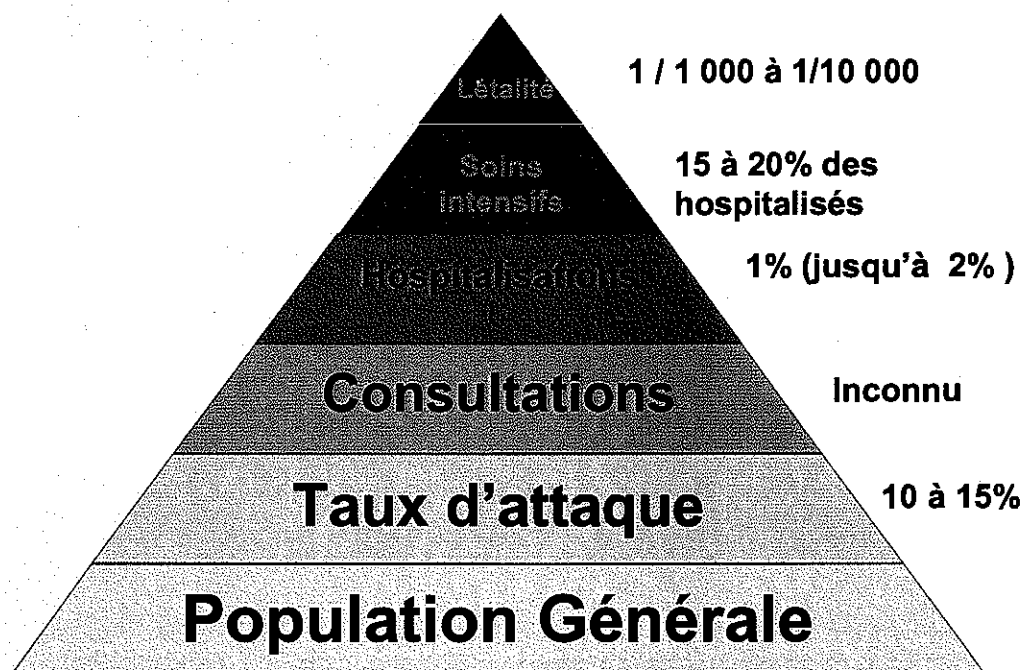 Létalité
1 / 1 000 à 1/10 000
Soins
intensifs
15 à 20% des
hospitalisés
Hospitalisations
1% (jusqu'à 2% )
Consultations
Inconnu
Taux d'attaque
10 à 15%
Population Générale